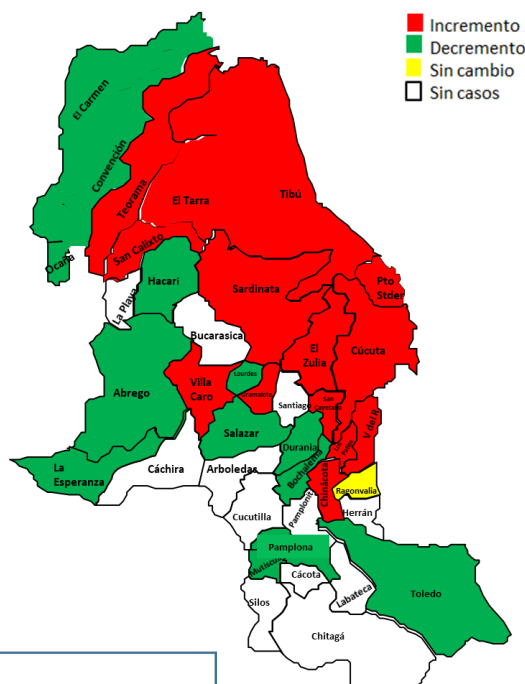 Incremento
Decremento
Sin cambio
Sin casos
El Carmen
Convención
Teorama
El Tarra
Tibú
San Calixto
Ocaña
Hacarí
La Playa
Sardinata
Pto
Stder
Bucarasica
El
Zulia
Cúcuta
Abrego
Villa
Caro
Lourdes
Gramalote
Santiago
San
Cayetano
V del R.
Salazar
Durania
La
Esperanza
Cáchira
Arboledas
Bochalema
Chinácota
Ragonvalia
Herrán
Pamplonit
Cucutilla
Pamplona
Mutiscua
Cácota
Labateca
Toledo
Silos
Chitagá